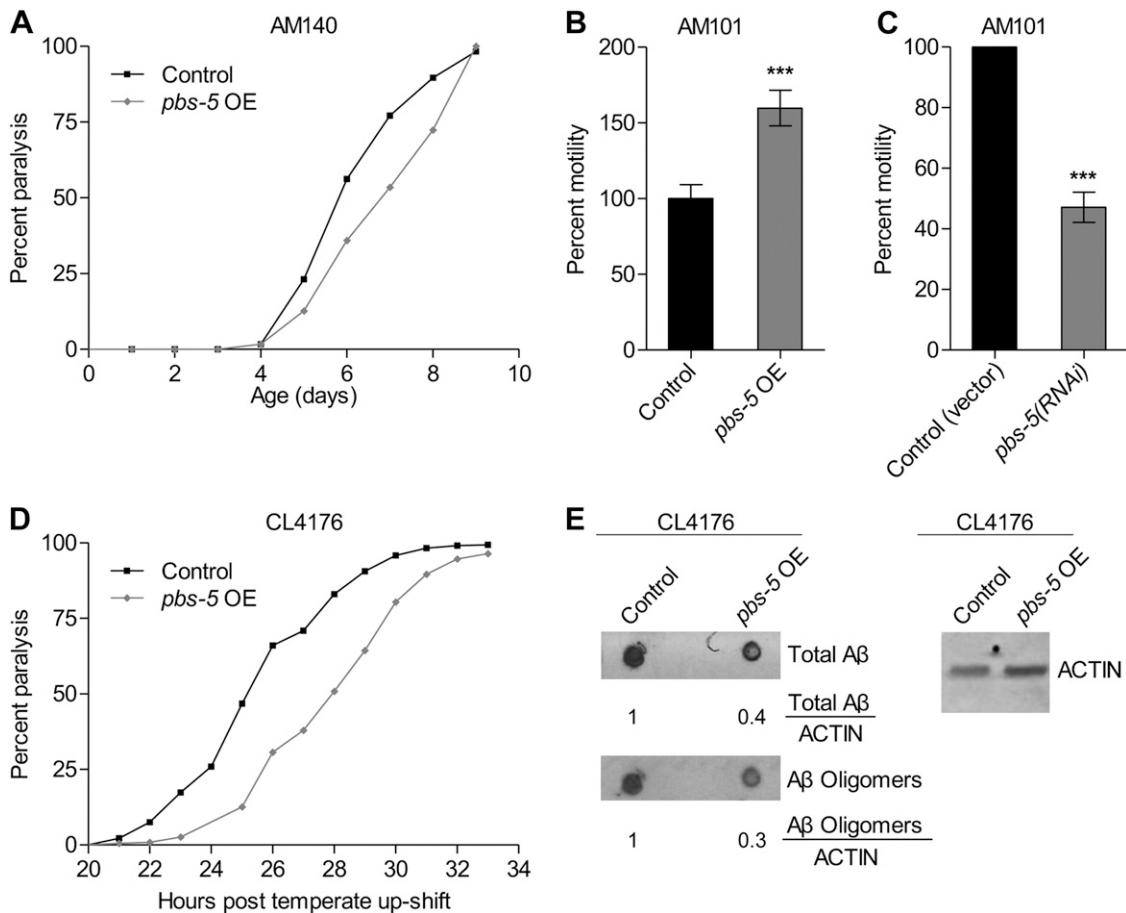 A
AM140
Percent paralysis
100
75
50
25
0
Control
pbs-5 OE
0 2 4 6 8 10
Age (days)
B
AM101
Percent motility
200
150
100
50
0
***
Control
pbs-5 OE
C
AM101
Percent motility
100
80
60
40
20
0
***
Control (vector)
pbs-5(RNAi)
D
CL4176
Percent paralysis
100
75
50
25
0
Control
pbs-5 OE
20 22 24 26 28 30 32 34
Hours post temperate up-shift
E
CL4176
Control
pbs-5 OE
Total Aβ
1 0.4
Total Aβ
ACTIN
Aβ Oligomers
1 0.3
Aβ Oligomers
ACTIN
CL4176
Control
pbs-5 OE
ACTIN